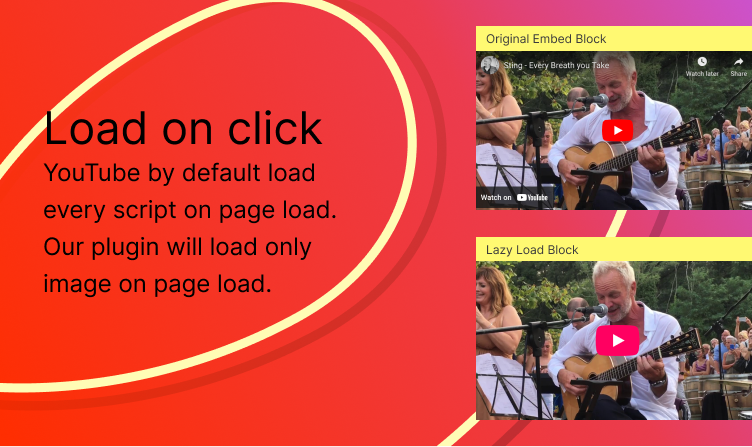 Load on click
YouTube by default load
every script on page load.
Our plugin will load only
image on page load.
Original Embed Block
Sting - Every Breath you Take
Watch later
Share
Watch on YouTube
Lazy Load Block